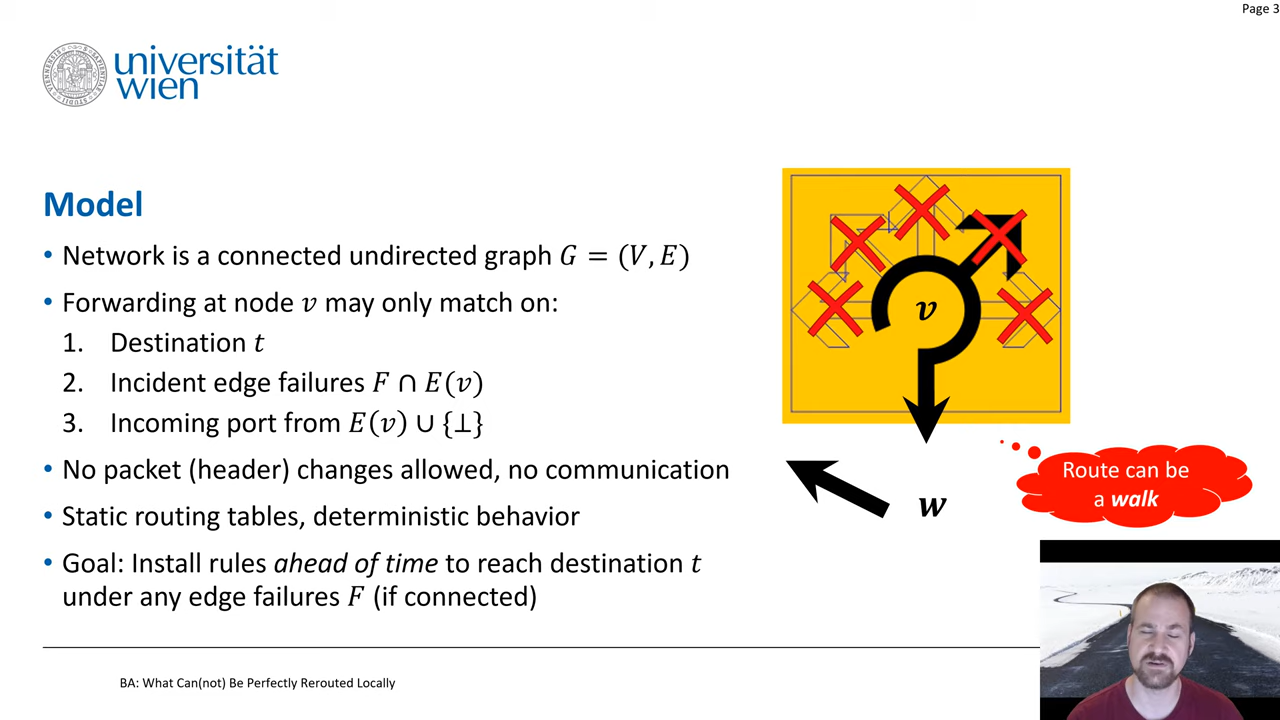 Page 3
universität
wien
Model
• Network is a connected undirected graph G = (V, E)
• Forwarding at node v may only match on:
1. Destination t
2. Incident edge failures F ∩ E(v)
3. Incoming port from E(v) ∪ {⊥}
• No packet (header) changes allowed, no communication
• Static routing tables, deterministic behavior
• Goal: Install rules ahead of time to reach destination t
under any edge failures F (if connected)
v
w
Route can be
a walk
BA: What Can(not) Be Perfectly Rerouted Locally